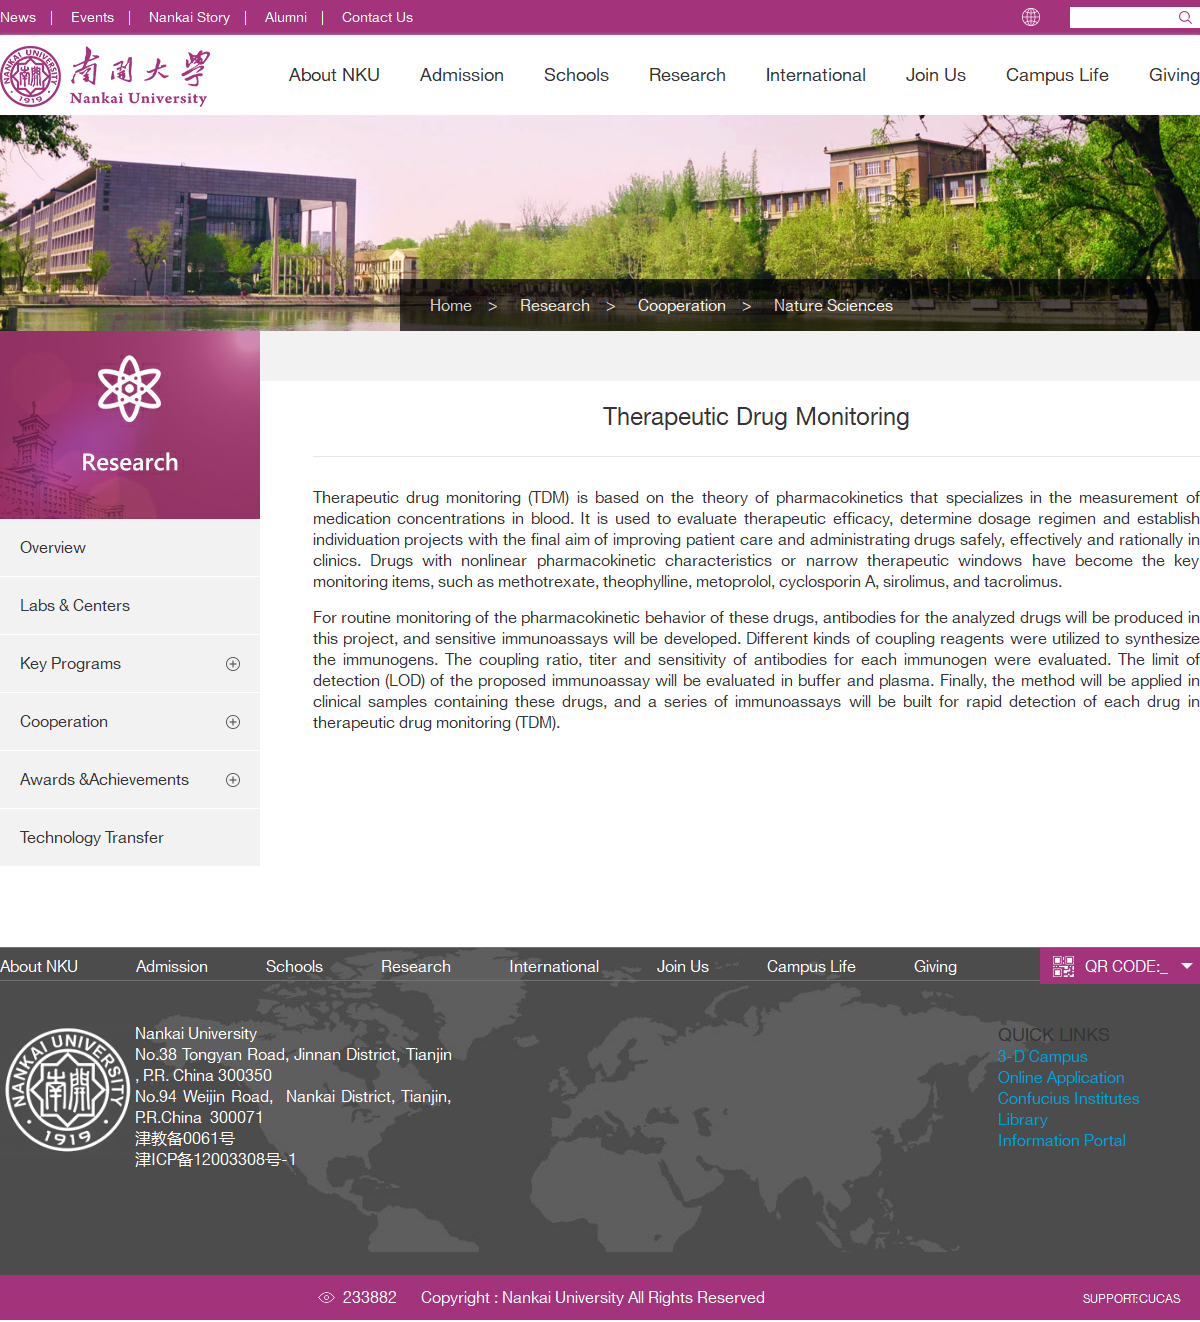 News | Events | Nankai Story | Alumni | Contact Us
NANKAI UNIVERSITY
南開
1919
南開大學
Nankai University
About NKU Admission Schools Research International Join Us Campus Life Giving
Home > Research > Cooperation > Nature Sciences
Research
Overview
Labs & Centers
Key Programs
Cooperation
Awards &Achievements
Technology Transfer
Therapeutic Drug Monitoring
Therapeutic drug monitoring (TDM) is based on the theory of pharmacokinetics that specializes in the measurement of
medication concentrations in blood. It is used to evaluate therapeutic efficacy, determine dosage regimen and establish
individuation projects with the final aim of improving patient care and administrating drugs safely, effectively and rationally in
clinics. Drugs with nonlinear pharmacokinetic characteristics or narrow therapeutic windows have become the key
monitoring items, such as methotrexate, theophylline, metoprolol, cyclosporin A, sirolimus, and tacrolimus.
For routine monitoring of the pharmacokinetic behavior of these drugs, antibodies for the analyzed drugs will be produced in
this project, and sensitive immunoassays will be developed. Different kinds of coupling reagents were utilized to synthesize
the immunogens. The coupling ratio, titer and sensitivity of antibodies for each immunogen were evaluated. The limit of
detection (LOD) of the proposed immunoassay will be evaluated in buffer and plasma. Finally, the method will be applied in
clinical samples containing these drugs, and a series of immunoassays will be built for rapid detection of each drug in
therapeutic drug monitoring (TDM).
About NKU Admission Schools Research International Join Us Campus Life Giving QR CODE:_
NANKAI UNIVERSITY
南開
1919
Nankai University
No.38 Tongyan Road, Jinnan District, Tianjin
, P.R. China 300350
No.94 Weijin Road, Nankai District, Tianjin,
P.R.China 300071
津教备0061号
津ICP备12003308号-1
QUICK LINKS
3-D Campus
Online Application
Confucius Institutes
Library
Information Portal
233882 Copyright : Nankai University All Rights Reserved
SUPPORT:CUCAS